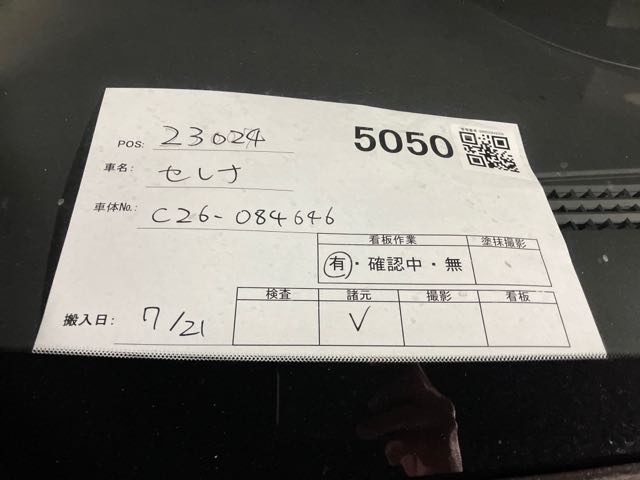 POS: 23024
5050
車名: セレナ
車体No.: C26-084646
看板作業 塗抹撮影
有・確認中・無
検査 諸元 撮影 看板
搬入日: 7/21 V